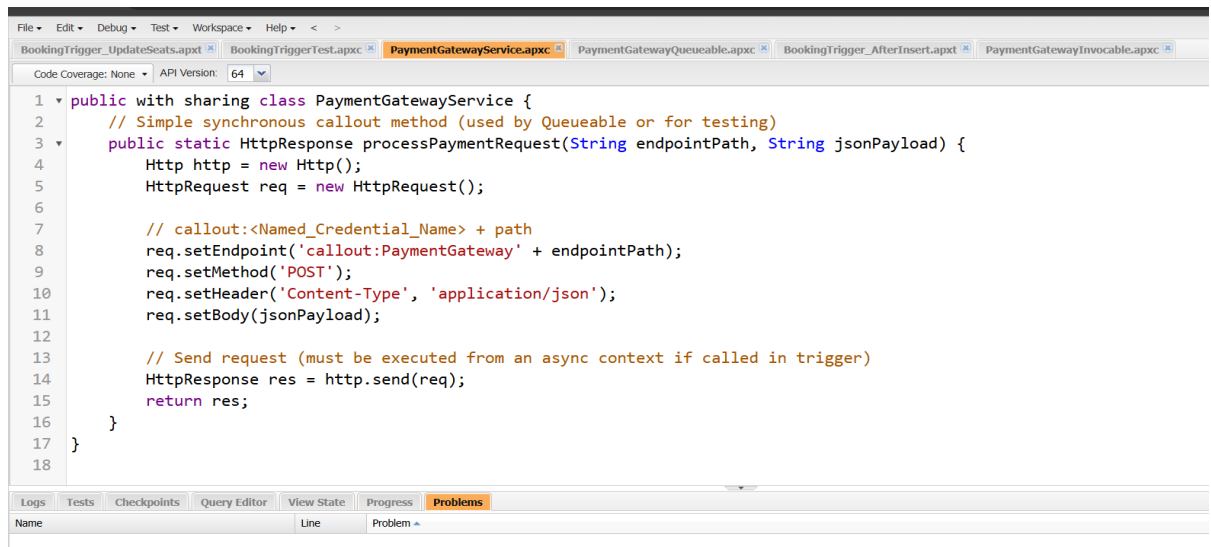 File Edit Debug Test Workspace Help < >
BookingTrigger_UpdateSeats.apxt BookingTriggerTest.apxc PaymentGatewayService.apxc PaymentGatewayQueueable.apxc BookingTrigger_AfterInsert.apxt PaymentGatewayInvocable.apxc
Code Coverage: None API Version: 64
1 public with sharing class PaymentGatewayService {
2 // Simple synchronous callout method (used by Queueable or for testing)
3 public static HttpResponse processPaymentRequest(String endpointPath, String jsonPayload) {
4 Http http = new Http();
5 HttpRequest req = new HttpRequest();
6
7 // callout:<Named_Credential_Name> + path
8 req.setEndpoint('callout:PaymentGateway' + endpointPath);
9 req.setMethod('POST');
10 req.setHeader('Content-Type', 'application/json');
11 req.setBody(jsonPayload);
12
13 // Send request (must be executed from an async context if called in trigger)
14 HttpResponse res = http.send(req);
15 return res;
16 }
17 }
18
Logs Tests Checkpoints Query Editor View State Progress Problems
Name Line Problem